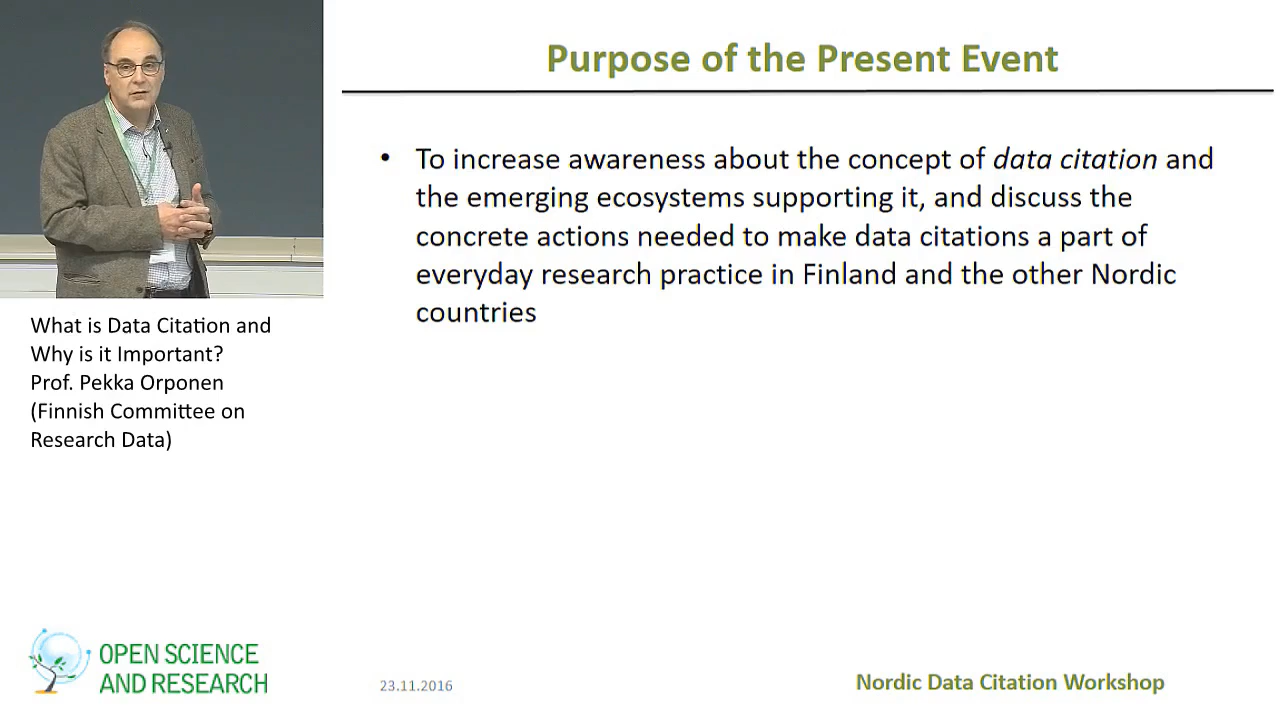 Purpose of the Present Event
• To increase awareness about the concept of data citation and
the emerging ecosystems supporting it, and discuss the
concrete actions needed to make data citations a part of
everyday research practice in Finland and the other Nordic
countries
What is Data Citation and
Why is it Important?
Prof. Pekka Orponen
(Finnish Committee on
Research Data)
OPEN SCIENCE
AND RESEARCH
23.11.2016
Nordic Data Citation Workshop